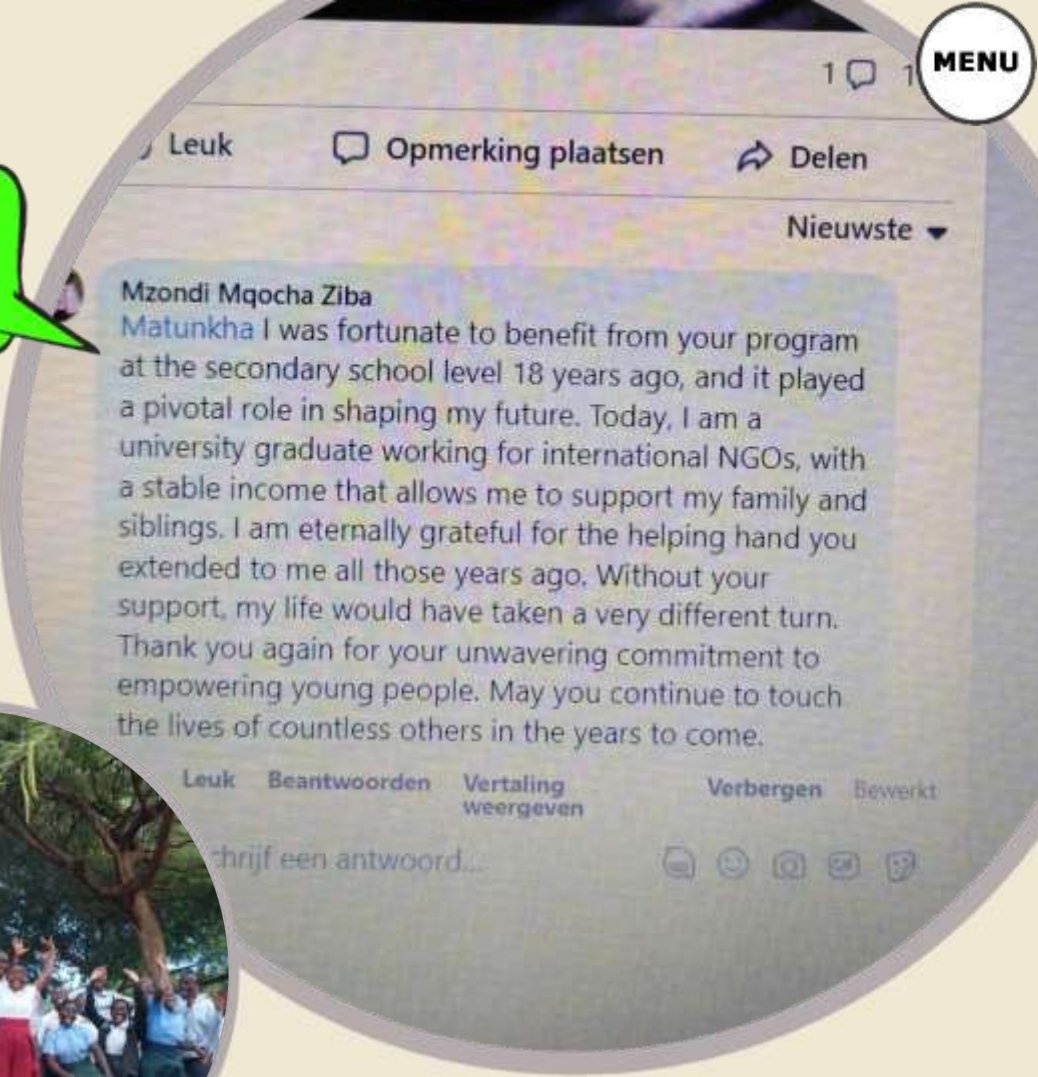 MENU
1
Leuk
Opmerking plaatsen
Delen
Nieuwste
Mzondi Mqocha Ziba
Matunkha I was fortunate to benefit from your program
at the secondary school level 18 years ago, and it played
a pivotal role in shaping my future. Today, I am a
university graduate working for international NGOs, with
a stable income that allows me to support my family and
siblings. I am eternally grateful for the helping hand you
extended to me all those years ago. Without your
support, my life would have taken a very different turn.
Thank you again for your unwavering commitment to
empowering young people. May you continue to touch
the lives of countless others in the years to come.
Leuk Beantwoorden Vertaling
weergeven
Verbergen Bewerkt
chrijf een antwoord...